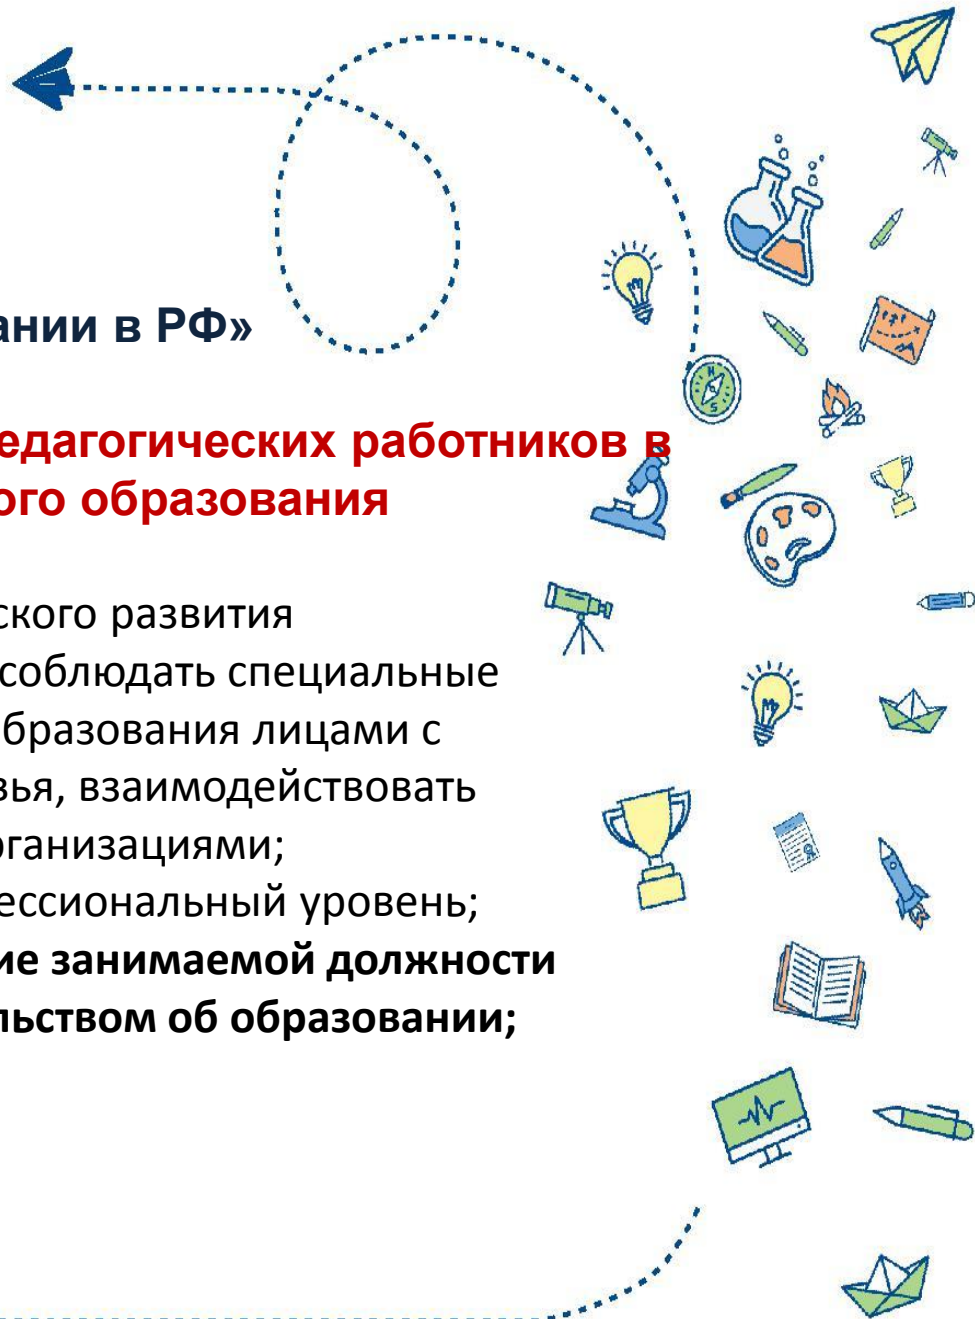 ании в РФ»
едагогических работников в
ого образования
ского развития
соблюдать специальные
бразования лицами с
вья, взаимодействовать
рганизациями;
ессиональный уровень;
ие занимаемой должности
льством об образовании;
N
S